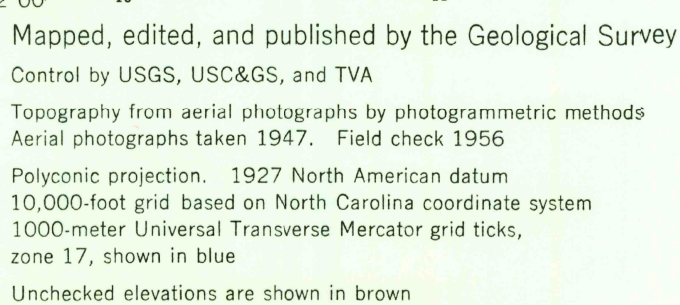 Mapped, edited, and published by the Geological Survey
Control by USGS, USC&GS, and TVA
Topography from aerial photographs by photogrammetric methods
Aerial photographs taken 1947. Field check 1956
Polyconic projection. 1927 North American datum
10,000-foot grid based on North Carolina coordinate system
1000-meter Universal Transverse Mercator grid ticks,
zone 17, shown in blue
Unchecked elevations are shown in brown